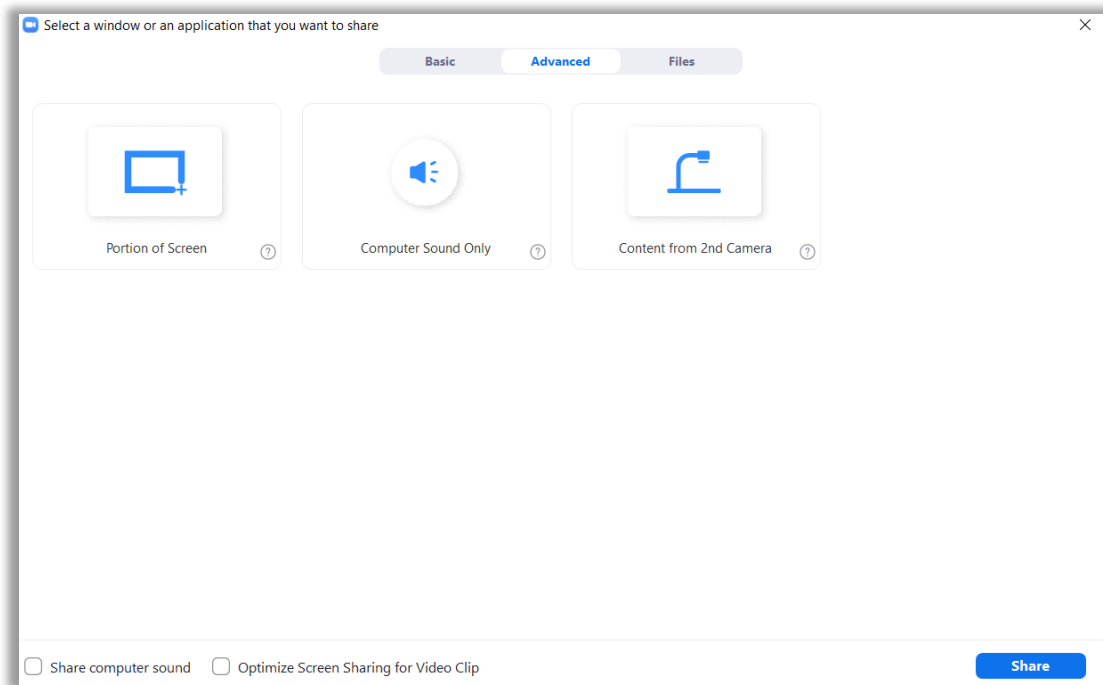 Select a window or an application that you want to share
Basic Advanced Files
Portion of Screen ? Computer Sound Only ? Content from 2nd Camera ?
Share computer sound Optimize Screen Sharing for Video Clip Share